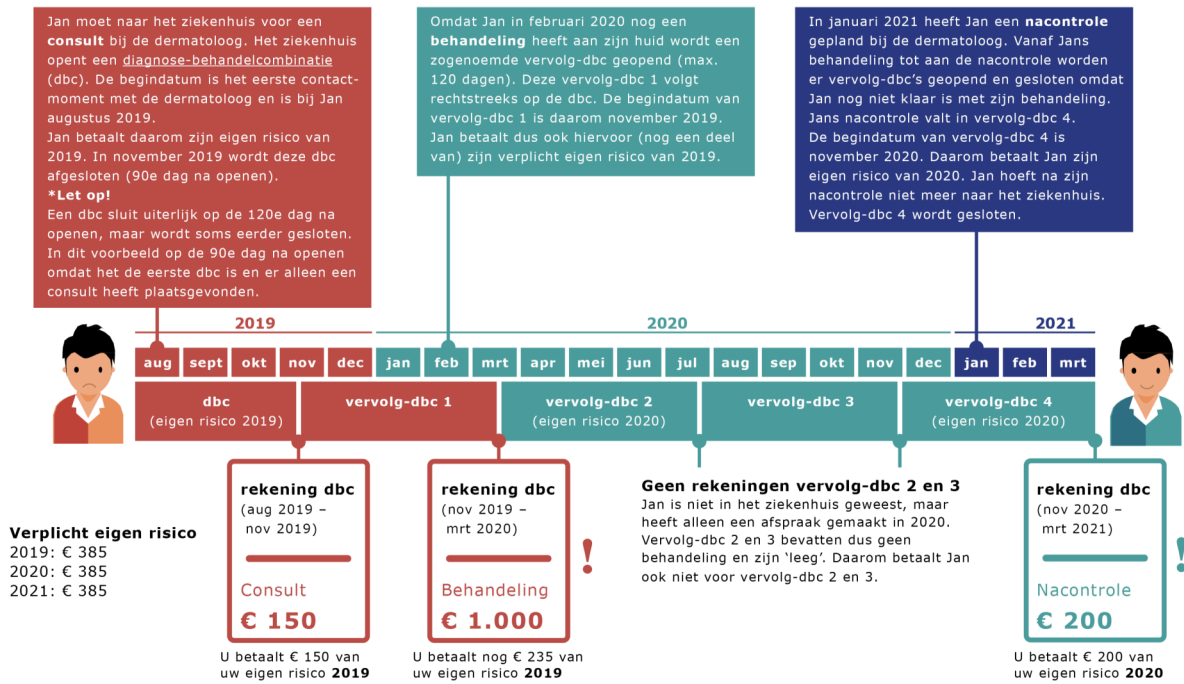 Jan moet naar het ziekenhuis voor een
consult bij de dermatoloog. Het ziekenhuis
opent een diagnose-behandelcombinatie
(dbc). De begindatum is het eerste contact-
moment met de dermatoloog en is bij Jan
augustus 2019.
Jan betaalt daarom zijn eigen risico van
2019. In november 2019 wordt deze dbc
afgesloten (90e dag na openen).
*Let op!
Een dbc sluit uiterlijk op de 120e dag na
openen, maar wordt soms eerder gesloten.
In dit voorbeeld op de 90e dag na openen
omdat het de eerste dbc is en er alleen een
consult heeft plaatsgevonden.
Omdat Jan in februari 2020 nog een
behandeling heeft aan zijn huid wordt een
zogenoemde vervolg-dbc geopend (max.
120 dagen). Deze vervolg-dbc 1 volgt
rechtstreeks op de dbc. De begindatum van
vervolg-dbc 1 is daarom november 2019.
Jan betaalt dus ook hiervoor (nog een deel
van) zijn verplicht eigen risico van 2019.
In januari 2021 heeft Jan een nacontrole
gepland bij de dermatoloog. Vanaf Jans
behandeling tot aan de nacontrole worden
er vervolg-dbc's geopend en gesloten omdat
Jan nog niet klaar is met zijn behandeling.
Jans nacontrole valt in vervolg-dbc 4.
De begindatum van vervolg-dbc 4 is
november 2020. Daarom betaalt Jan zijn
eigen risico van 2020. Jan hoeft na zijn
nacontrole niet meer naar het ziekenhuis.
Vervolg-dbc 4 wordt gesloten.
2019 2020 2021
aug sept okt nov dec jan feb mrt apr mei jun jul aug sep okt nov dec jan feb mrt
dbc
(eigen risico 2019)
vervolg-dbc 1
vervolg-dbc 2
(eigen risico 2020)
vervolg-dbc 3
vervolg-dbc 4
(eigen risico 2020)
Verplicht eigen risico
2019: € 385
2020: € 385
2021: € 385
rekening dbc
(aug 2019 –
nov 2019)
Consult
€ 150
U betaalt € 150 van
uw eigen risico 2019
rekening dbc
(nov 2019 –
mrt 2020)
Behandeling
€ 1.000
!
U betaalt nog € 235 van
uw eigen risico 2019
Geen rekeningen vervolg-dbc 2 en 3
Jan is niet in het ziekenhuis geweest, maar
heeft alleen een afspraak gemaakt in 2020.
Vervolg-dbc 2 en 3 bevatten dus geen
behandeling en zijn 'leeg'. Daarom betaalt Jan
ook niet voor vervolg-dbc 2 en 3.
rekening dbc
(nov 2020 –
mrt 2021)
Nacontrole
€ 200
!
U betaalt € 200 van
uw eigen risico 2020